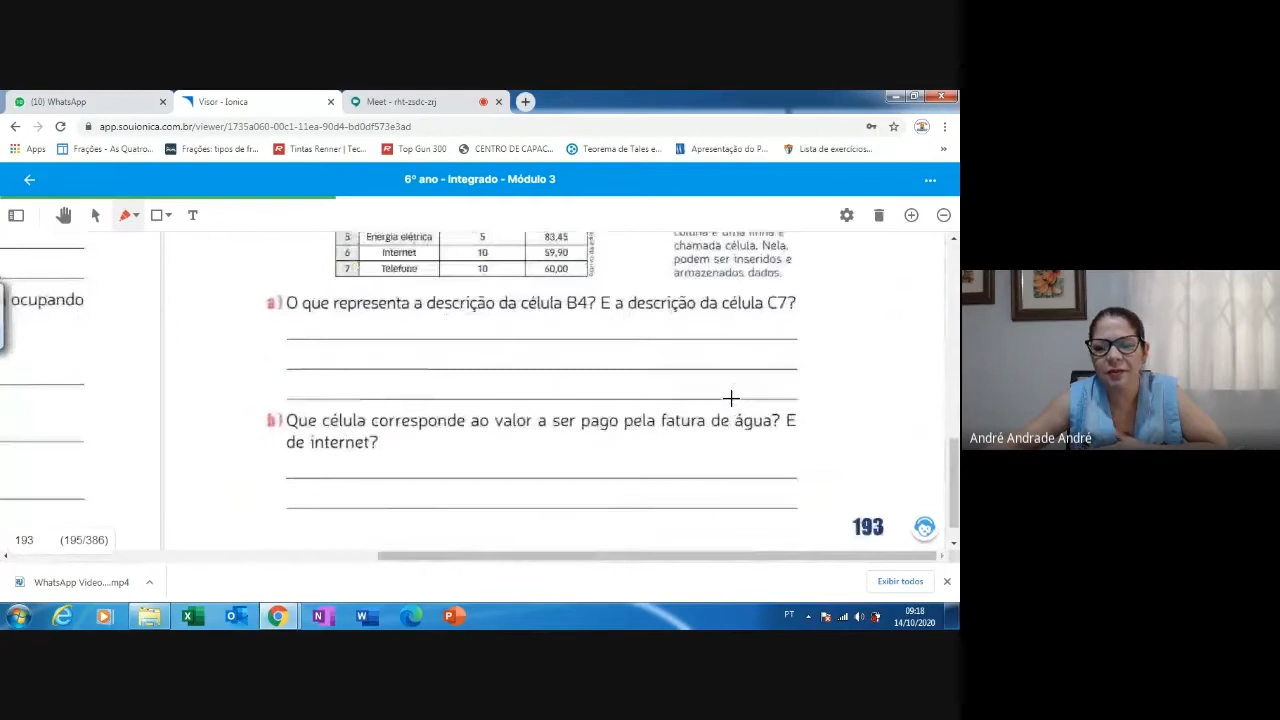 (10) WhatsApp
Visor - Ionica
Meet - rht-zsdc-zrj
app.souionica.com.br/viewer/1735a060-00c1-11ea-90d4-bd0df573e3ad
Apps Frações - As Quatro... Frações: tipos de fr... Tintas Renner | Tec... Top Gun 300 CENTRO DE CAPAC... Teorema de Tales e... Apresentação do P... Lista de exercícios... »
6º ano - Integrado - Módulo 3
T
5 Energia elétrica 5 83,45
6 Internet 10 59,90
7 Telefone 10 60,00
chamada célula. Nela,
podem ser inseridos e
armazenados dados.
ocupando
a) O que representa a descrição da célula B4? E a descrição da célula C7?
b) Que célula corresponde ao valor a ser pago pela fatura de água? E
de internet?
193
193 (195/386)
André Andrade André
WhatsApp Video....mp4
Exibir todos
PT
09:18
14/10/2020